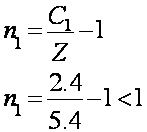 n₁ = C₁/Z − 1
n₁ = 2.4/5.4 − 1 < 1